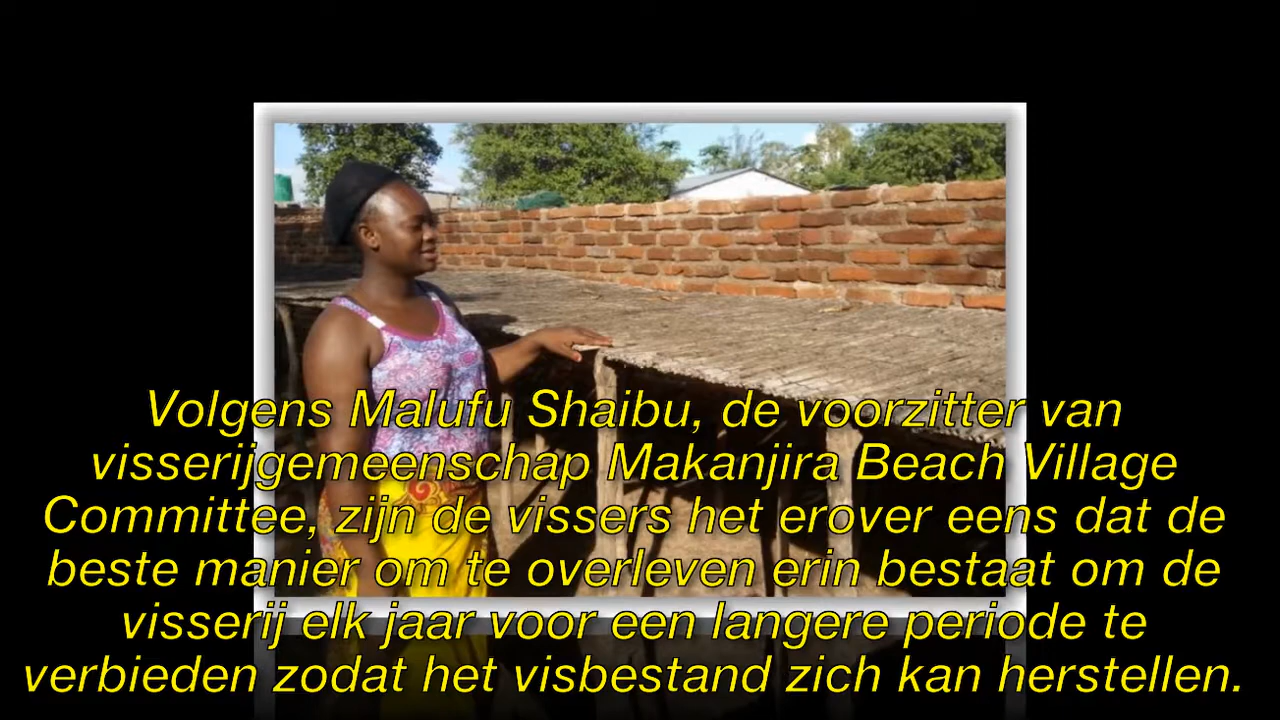 Volgens Malufu Shaibu, de voorzitter van
visserijgemeenschap Makanjira Beach Village
Committee, zijn de vissers het erover eens dat de
beste manier om te overleven erin bestaat om de
visserij elk jaar voor een langere periode te
verbieden zodat het visbestand zich kan herstellen.